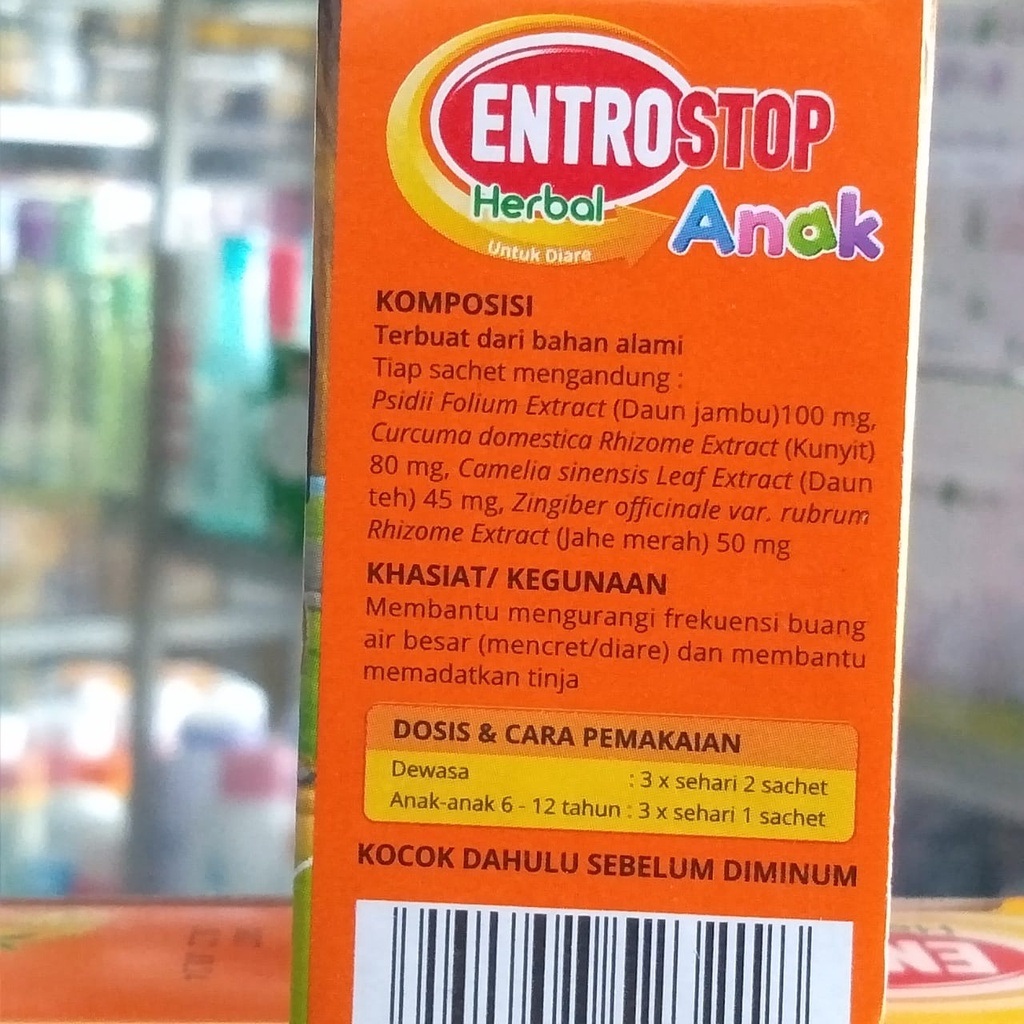 ENTROSTOP
Herbal Anak
Untuk Diare
KOMPOSISI
Terbuat dari bahan alami
Tiap sachet mengandung :
Psidii Folium Extract (Daun jambu)100 mg,
Curcuma domestica Rhizome Extract (Kunyit)
80 mg, Camelia sinensis Leaf Extract (Daun
teh) 45 mg, Zingiber officinale var. rubrum
Rhizome Extract (Jahe merah) 50 mg
KHASIAT/ KEGUNAAN
Membantu mengurangi frekuensi buang
air besar (mencret/diare) dan membantu
memadatkan tinja
DOSIS & CARA PEMAKAIAN
Dewasa : 3 x sehari 2 sachet
Anak-anak 6 - 12 tahun : 3 x sehari 1 sachet
KOCOK DAHULU SEBELUM DIMINUM